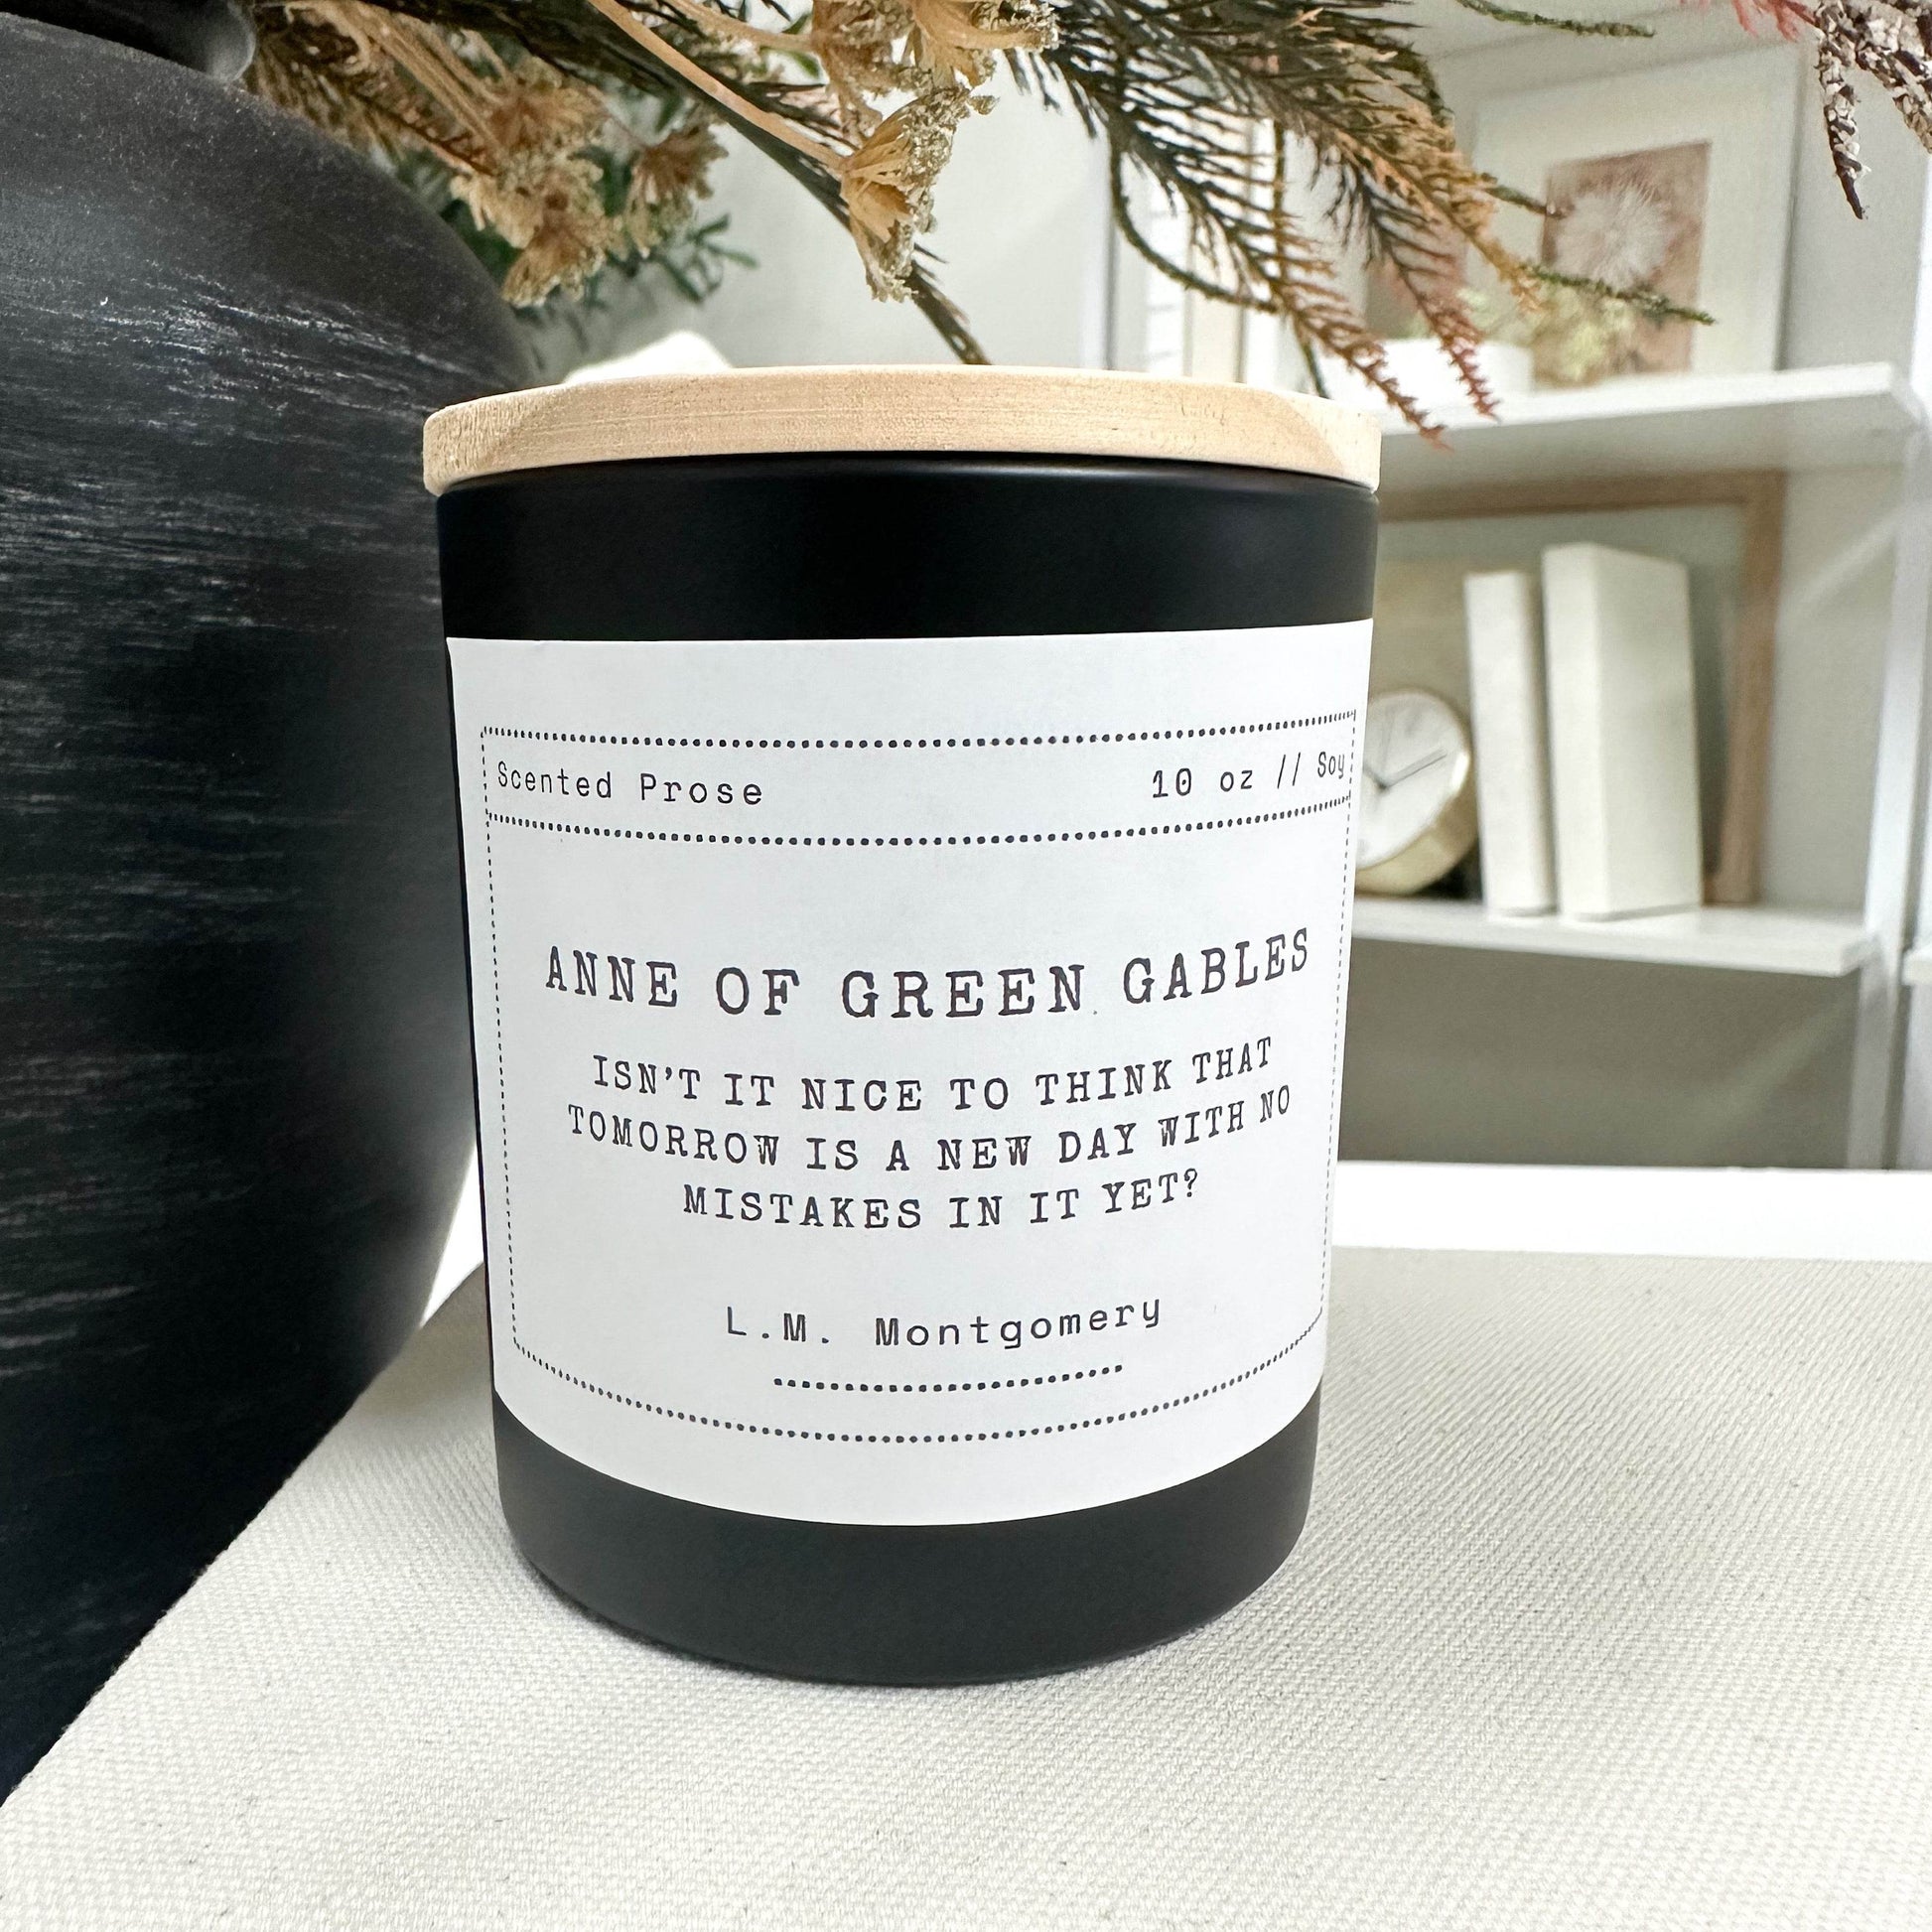 Scented Prose 10 oz // Soy
ANNE OF GREEN GABLES
ISN'T IT NICE TO THINK THAT
TOMORROW IS A NEW DAY WITH NO
MISTAKES IN IT YET?
L.M. Montgomery